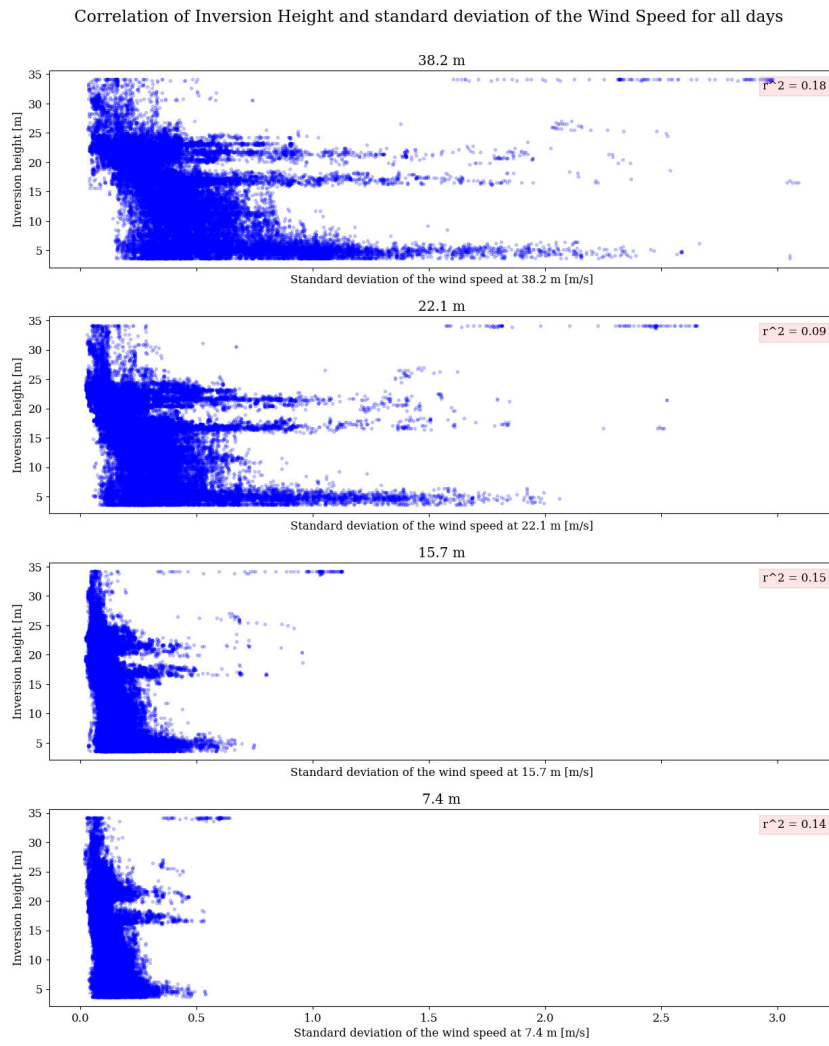 Correlation of Inversion Height and standard deviation of the Wind Speed for all days
38.2 m
35
30
25
20
15
10
5
Inversion height [m]
r^2 = 0.18
Standard deviation of the wind speed at 38.2 m [m/s]
22.1 m
35
30
25
20
15
10
5
Inversion height [m]
r^2 = 0.09
Standard deviation of the wind speed at 22.1 m [m/s]
15.7 m
35
30
25
20
15
10
5
Inversion height [m]
r^2 = 0.15
Standard deviation of the wind speed at 15.7 m [m/s]
7.4 m
35
30
25
20
15
10
5
Inversion height [m]
r^2 = 0.14
0.0 0.5 1.0 1.5 2.0 2.5 3.0
Standard deviation of the wind speed at 7.4 m [m/s]